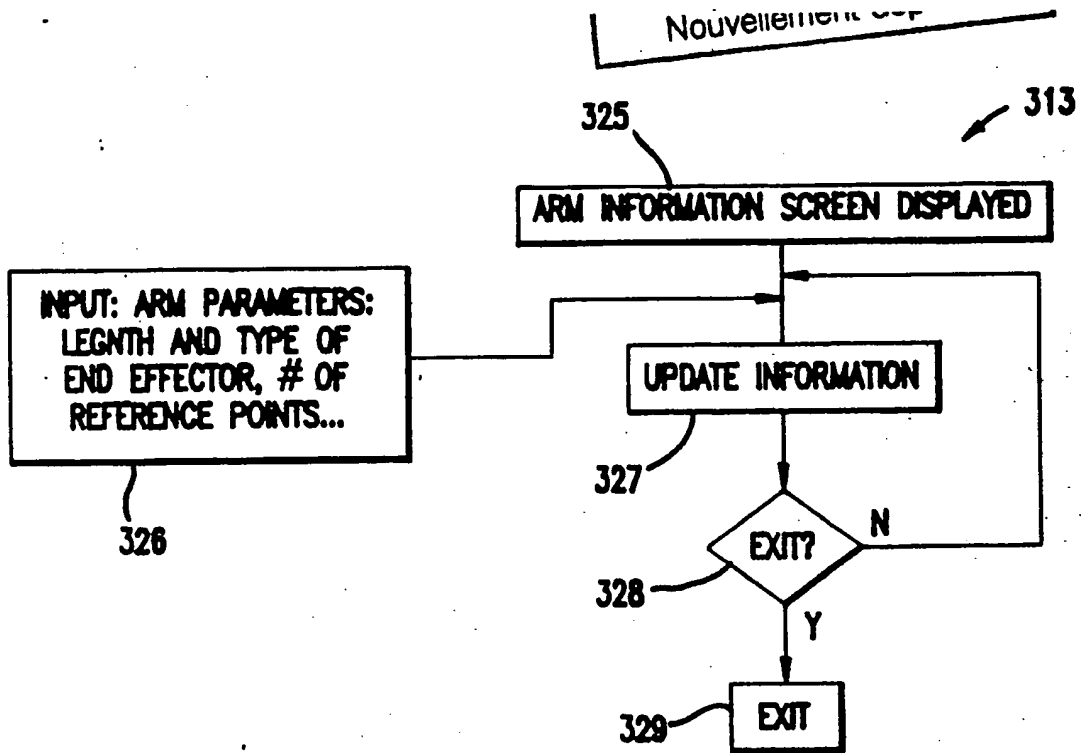 Nouvellement
313
325
ARM INFORMATION SCREEN DISPLAYED
INPUT: ARM PARAMETERS:
LEGNTH AND TYPE OF
END EFFECTOR, # OF
REFERENCE POINTS...
326
UPDATE INFORMATION
327
EXIT?
N
328
Y
EXIT
329